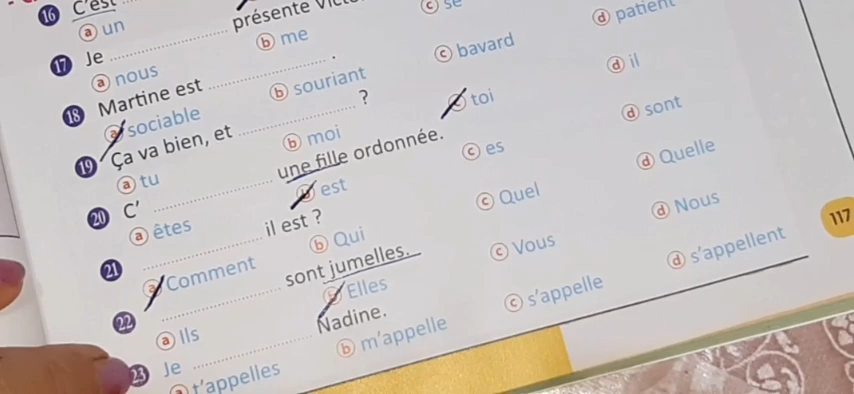 16 C'est
a un c se d patient
17 Je ............ présente
a nous b me c bavard d il
18 Martine est ............ .
a sociable b souriant c toi d sont
19 Ça va bien, et ............ ?
a tu b moi c es d Quelle
20 C' ............ une fille ordonnée.
a êtes b est c Quel d Nous
21 ............ il est ?
a Comment b Qui c Vous d s'appellent
22 ............ sont jumelles.
a Ils b Elles c s'appelle
23 Je ............ Nadine.
a t'appelles b m'appelle
117